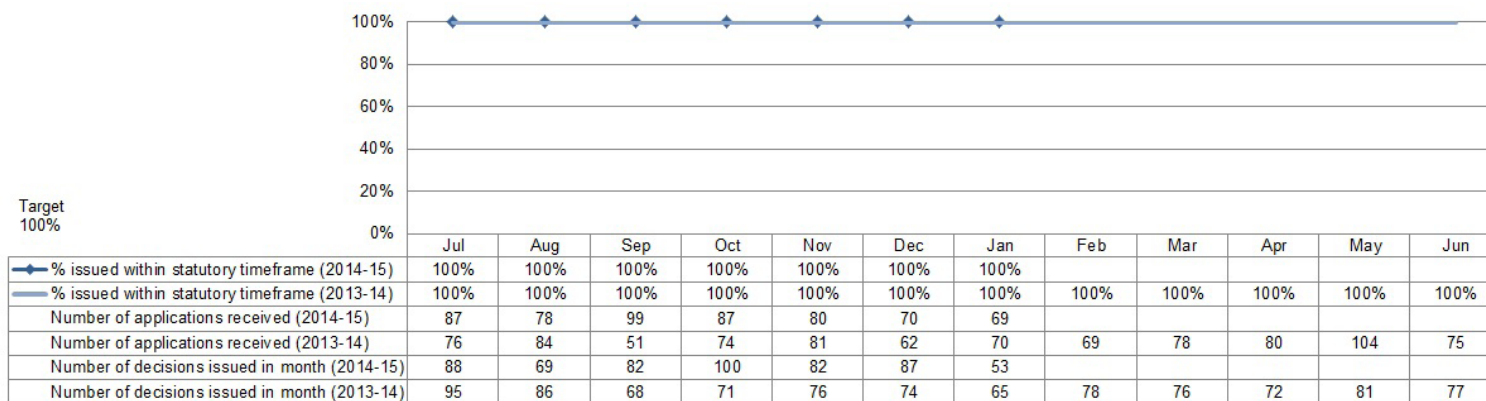 100%
80%
60%
40%
20%
0%
Target
100%
Jul Aug Sep Oct Nov Dec Jan Feb Mar Apr May Jun
% issued within statutory timeframe (2014-15) 100% 100% 100% 100% 100% 100% 100%
% issued within statutory timeframe (2013-14) 100% 100% 100% 100% 100% 100% 100% 100% 100% 100% 100% 100%
Number of applications received (2014-15) 87 78 99 87 80 70 69
Number of applications received (2013-14) 76 84 51 74 81 62 70 69 78 80 104 75
Number of decisions issued in month (2014-15) 88 69 82 100 82 87 53
Number of decisions issued in month (2013-14) 95 86 68 71 76 74 65 78 76 72 81 77